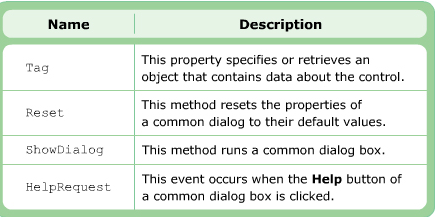 Name Description
Tag This property specifies or retrieves an
object that contains data about the control.
Reset This method resets the properties of
a common dialog to their default values.
ShowDialog This method runs a common dialog box.
HelpRequest This event occurs when the Help button of
a common dialog box is clicked.